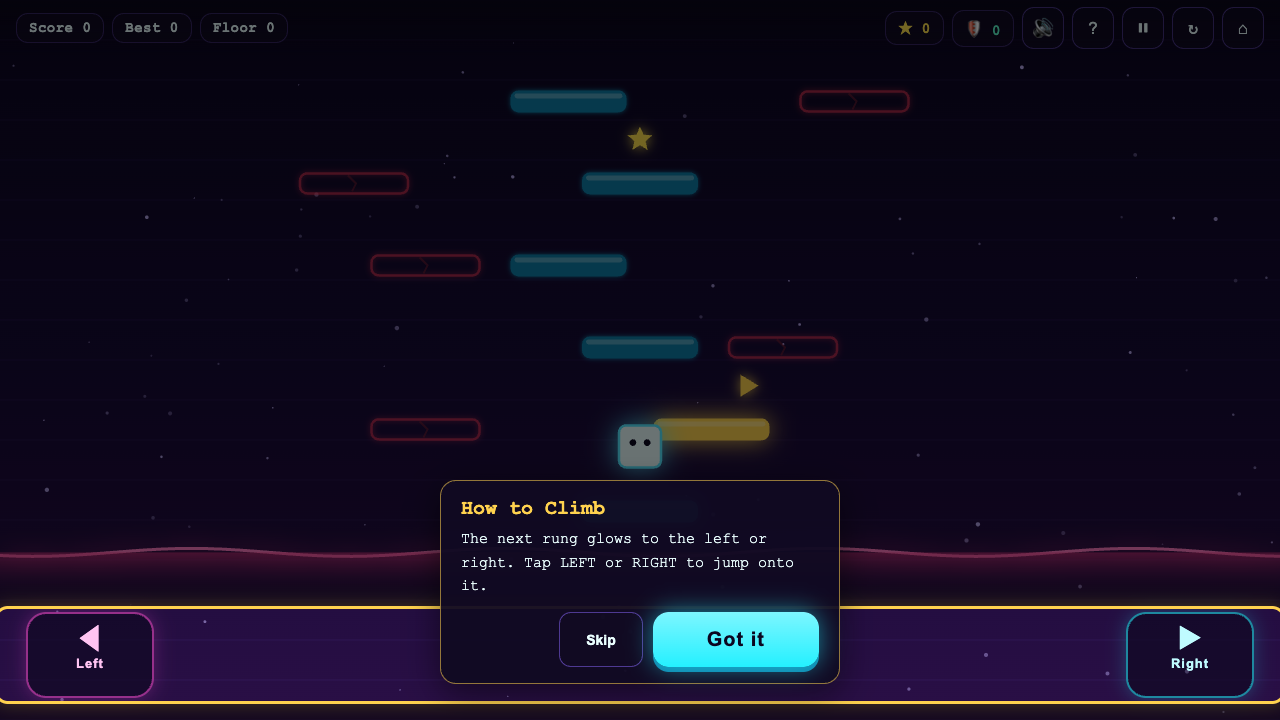 Score 0 Best 0 Floor 0 0 0 ?
How to Climb
The next rung glows to the left or
right. Tap LEFT or RIGHT to jump onto
it.
Skip Got it
Left
Right